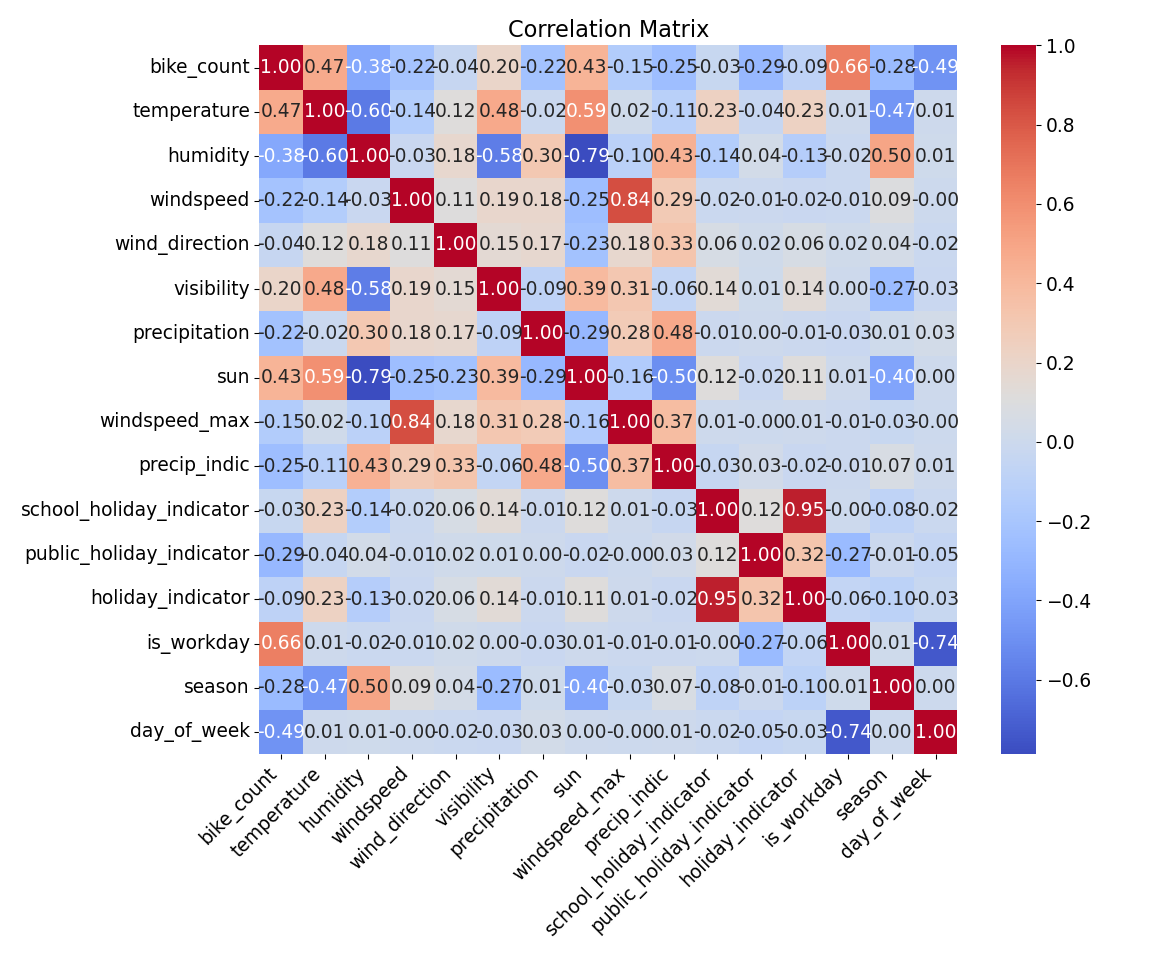 Correlation Matrix
bike_count 1.00 0.47 -0.38 -0.22 -0.04 0.20 -0.22 0.43 -0.15 -0.25 -0.03 -0.29 -0.09 0.66 -0.28 -0.49
temperature 0.47 1.00 -0.60 -0.14 0.12 0.48 -0.02 0.59 0.02 -0.11 0.23 -0.04 0.23 0.01 -0.47 0.01
humidity -0.38 -0.60 1.00 -0.03 0.18 -0.58 0.30 -0.79 -0.10 0.43 -0.14 0.04 -0.13 -0.02 0.50 0.01
windspeed -0.22 -0.14 -0.03 1.00 0.11 0.19 0.18 -0.25 0.84 0.29 -0.02 -0.01 -0.02 -0.01 0.09 -0.00
wind_direction -0.04 0.12 0.18 0.11 1.00 0.15 0.17 -0.23 0.18 0.33 0.06 0.02 0.06 0.02 0.04 -0.02
visibility 0.20 0.48 -0.58 0.19 0.15 1.00 -0.09 0.39 0.31 -0.06 0.14 0.01 0.14 0.00 -0.27 -0.03
precipitation -0.22 -0.02 0.30 0.18 0.17 -0.09 1.00 -0.29 0.28 0.48 -0.01 0.00 -0.01 -0.03 0.01 0.03
sun 0.43 0.59 -0.79 -0.25 -0.23 0.39 -0.29 1.00 -0.16 -0.50 0.12 -0.02 0.11 0.01 -0.40 0.00
windspeed_max -0.15 0.02 -0.10 0.84 0.18 0.31 0.28 -0.16 1.00 0.37 0.01 -0.00 0.01 -0.01 -0.03 -0.00
precip_indic -0.25 -0.11 0.43 0.29 0.33 -0.06 0.48 -0.50 0.37 1.00 -0.03 0.03 -0.02 -0.01 0.07 0.01
school_holiday_indicator -0.03 0.23 -0.14 -0.02 0.06 0.14 -0.01 0.12 0.01 -0.03 1.00 0.12 0.95 -0.00 -0.08 -0.02
public_holiday_indicator -0.29 -0.04 0.04 -0.01 0.02 0.01 0.00 -0.02 -0.00 0.03 0.12 1.00 0.32 -0.27 -0.01 -0.05
holiday_indicator -0.09 0.23 -0.13 -0.02 0.06 0.14 -0.01 0.11 0.01 -0.02 0.95 0.32 1.00 -0.06 -0.10 -0.03
is_workday 0.66 0.01 -0.02 -0.01 0.02 0.00 -0.03 0.01 -0.01 -0.01 -0.00 -0.27 -0.06 1.00 0.01 -0.74
season -0.28 -0.47 0.50 0.09 0.04 -0.27 0.01 -0.40 -0.03 0.07 -0.08 -0.01 -0.10 0.01 1.00 0.00
day_of_week -0.49 0.01 0.01 -0.00 -0.02 -0.03 0.03 0.00 -0.00 0.01 -0.02 -0.05 -0.03 -0.74 0.00 1.00
bike_count
temperature
humidity
windspeed
wind_direction
visibility
precipitation
sun
windspeed_max
precip_indic
school_holiday_indicator
public_holiday_indicator
holiday_indicator
is_workday
season
day_of_week
1.0
0.8
0.6
0.4
0.2
0.0
−0.2
−0.4
−0.6